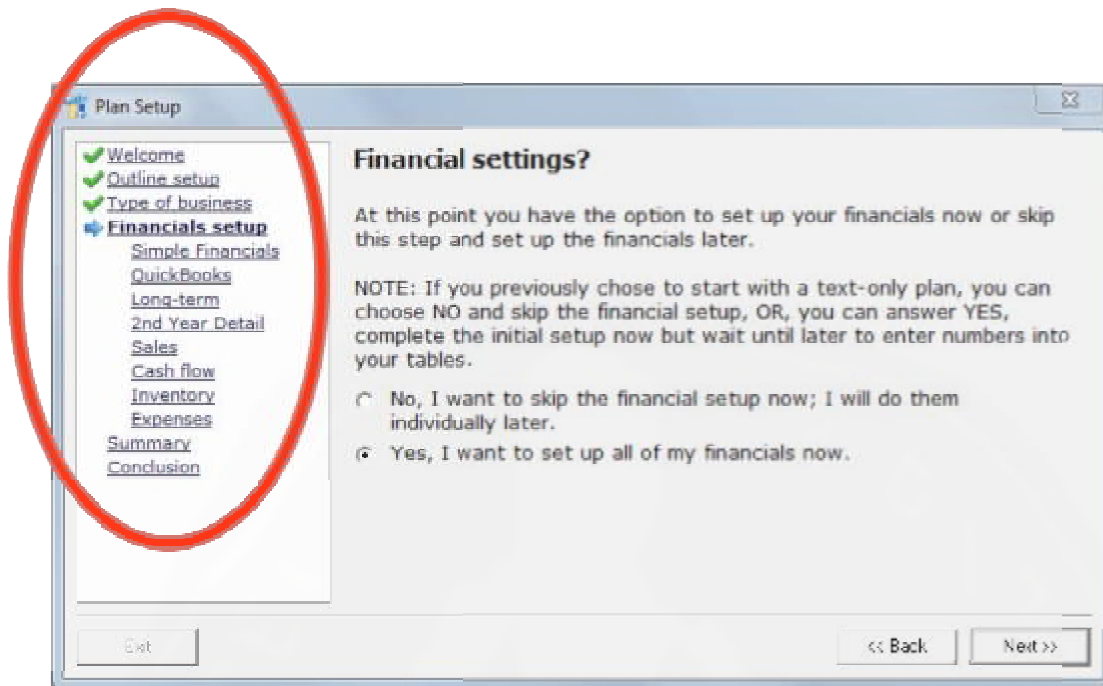 Plan Setup
Welcome
Outline setup
Type of business
Financials setup
Simple Financials
QuickBooks
Long-term
2nd Year Detail
Sales
Cash flow
Inventory
Expenses
Summary
Conclusion
Financial settings?
At this point you have the option to set up your financials now or skip
this step and set up the financials later.
NOTE: If you previously chose to start with a text-only plan, you can
choose NO and skip the financial setup, OR, you can answer YES,
complete the initial setup now but wait until later to enter numbers into
your tables.
No, I want to skip the financial setup now; I will do them
individually later.
Yes, I want to set up all of my financials now.
Exit
<< Back
Next >>